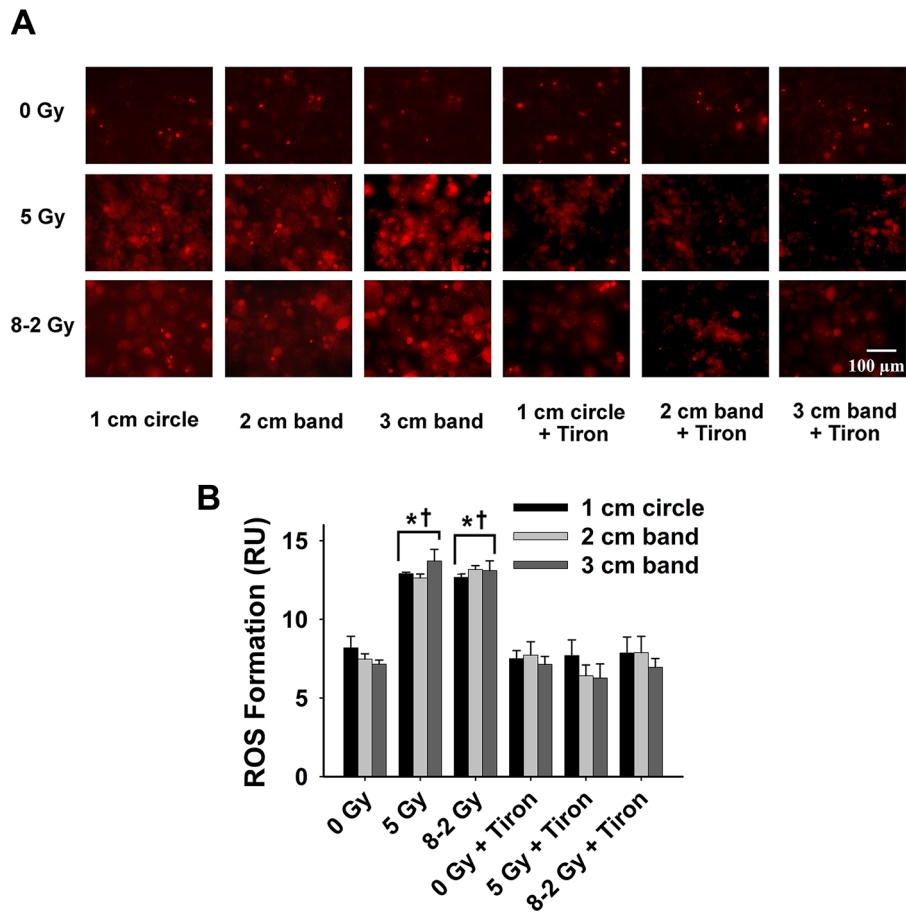 A
0 Gy
5 Gy
8-2 Gy
100 µm
1 cm circle
2 cm band
3 cm band
1 cm circle
+ Tiron
2 cm band
+ Tiron
3 cm band
+ Tiron
B
ROS Formation (RU)
15
10
5
0
*†
*†
1 cm circle
2 cm band
3 cm band
0 Gy
5 Gy
8-2 Gy
0 Gy + Tiron
5 Gy + Tiron
8-2 Gy + Tiron